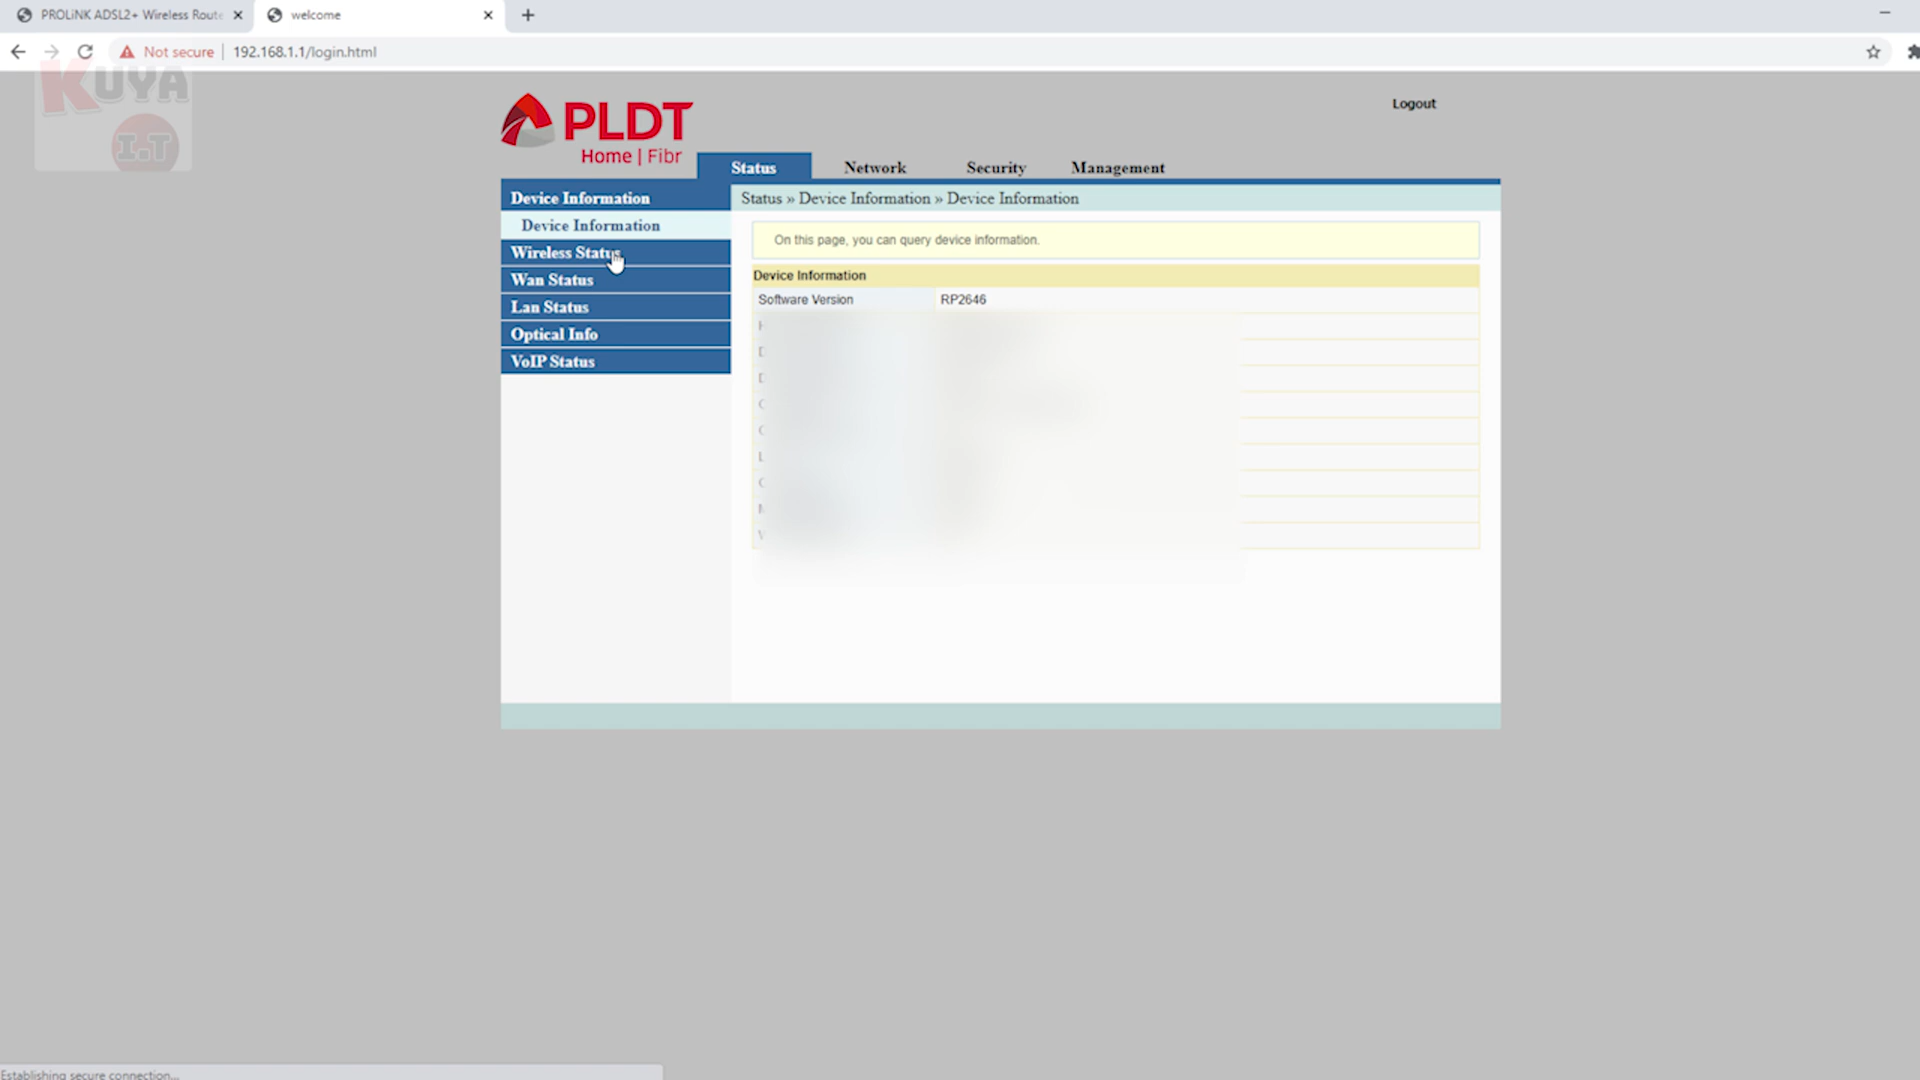 PROLiNK ADSL2+ Wireless Route
welcome
Not secure
192.168.1.1/login.html
KUYA
I.T
PLDT
Home | Fibr
Logout
Status
Network
Security
Management
Device Information
Device Information
Wireless Status
Wan Status
Lan Status
Optical Info
VoIP Status
Status » Device Information » Device Information
On this page, you can query device information.
Device Information
Software Version RP2646
Establishing secure connection...